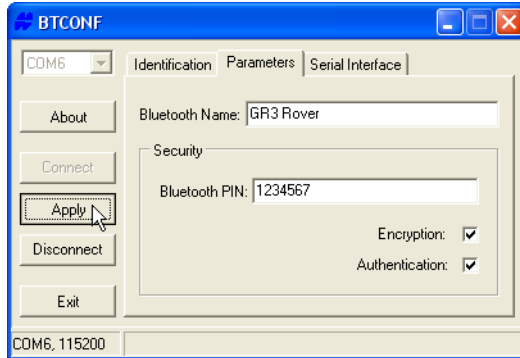 BTCONF
COM6
Identification Parameters Serial Interface
About
Bluetooth Name: GR3 Rover
Connect
Security
Bluetooth PIN: 1234567
Apply
Encryption:
Disconnect
Authentication:
Exit
COM6, 115200